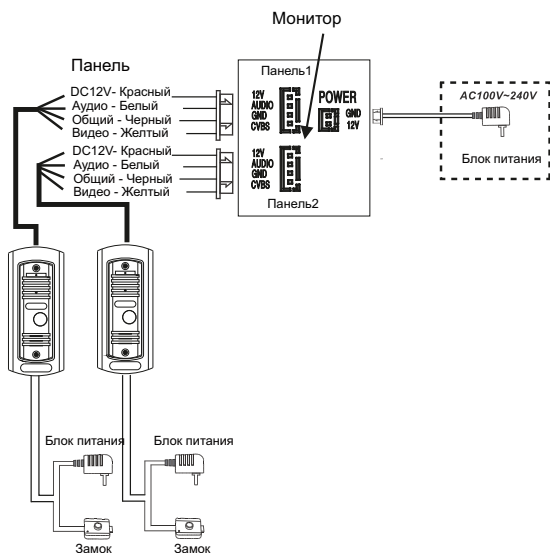 Монитор
Панель
DC12V- Красный
Аудио - Белый
Общий - Черный
Видео - Желтый
DC12V- Красный
Аудио - Белый
Общий - Черный
Видео - Желтый
Панель1
12V
AUDIO
GND
CVBS
POWER
GND
12V
12V
AUDIO
GND
CVBS
Панель2
AC100V~240V
Блок питания
Блок питания
Блок питания
Замок
Замок